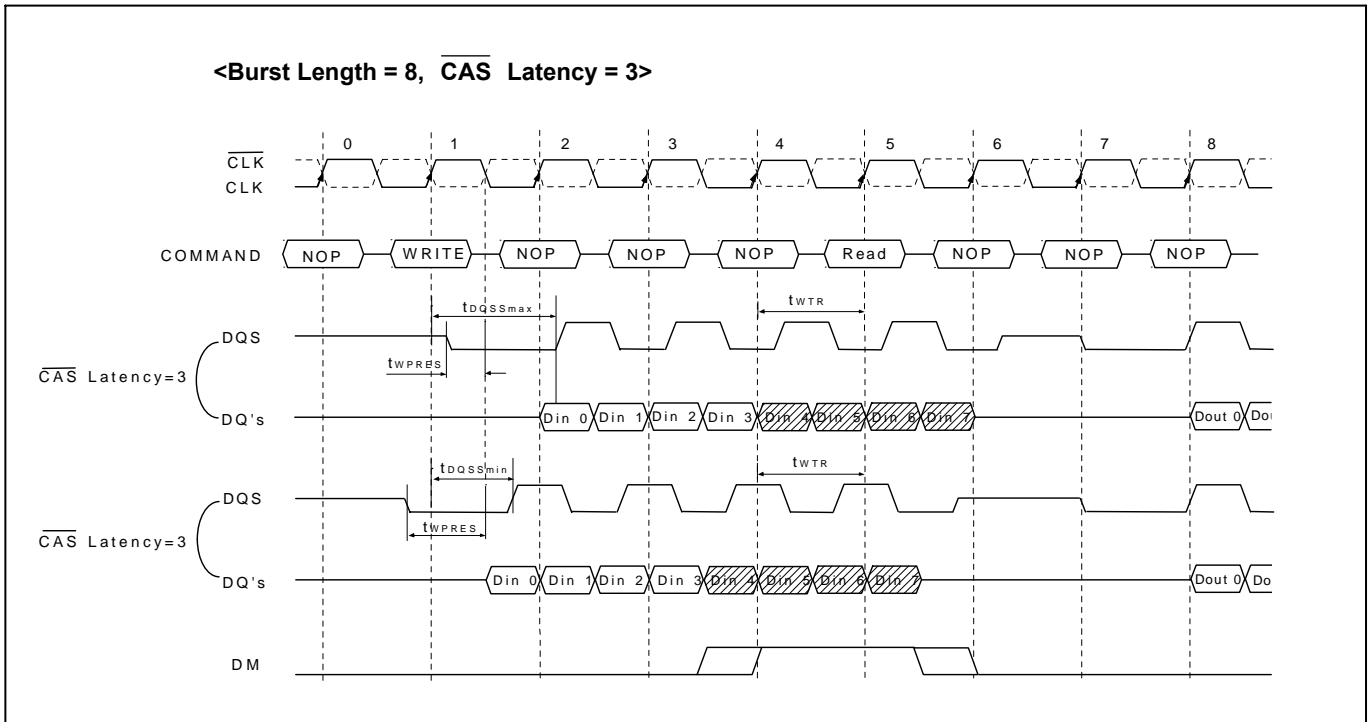 <Burst Length = 8, CAS Latency = 3>
0 1 2 3 4 5 6 7 8
CLK
CLK
COMMAND NOP WRITE NOP NOP NOP Read NOP NOP NOP
tDQSSmax tWTR
DQS
tWPRES
CAS Latency=3
DQ's Din 0 Din 1 Din 2 Din 3 Din 4 Din 5 Din 6 Din 7 Dout 0 Dou
tDQSSmin tWTR
DQS
tWPRES
CAS Latency=3
DQ's Din 0 Din 1 Din 2 Din 3 Din 4 Din 5 Din 6 Din 7 Dout 0 Do
DM